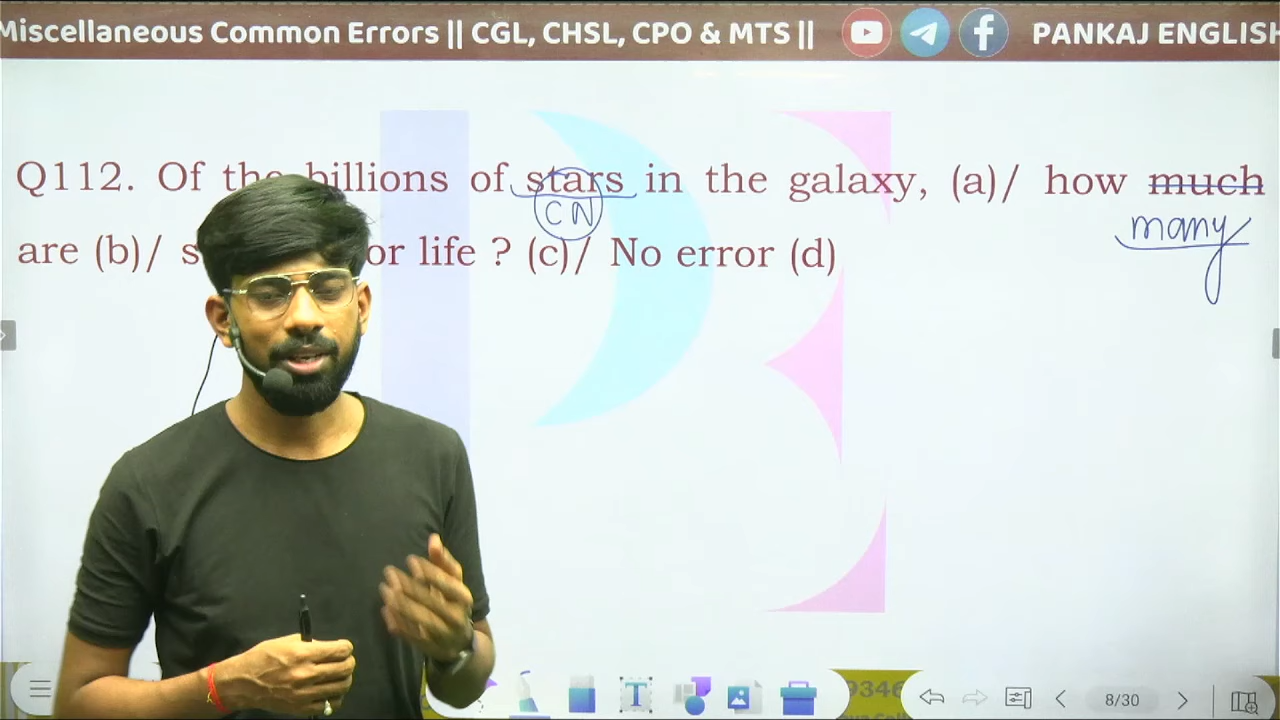 Miscellaneous Common Errors || CGL, CHSL, CPO & MTS || PANKAJ ENGLISH
Q112. Of the billions of stars in the galaxy, (a)/ how much
CN
many
are (b)/ or life ? (c)/ No error (d)
T
9346
8/30